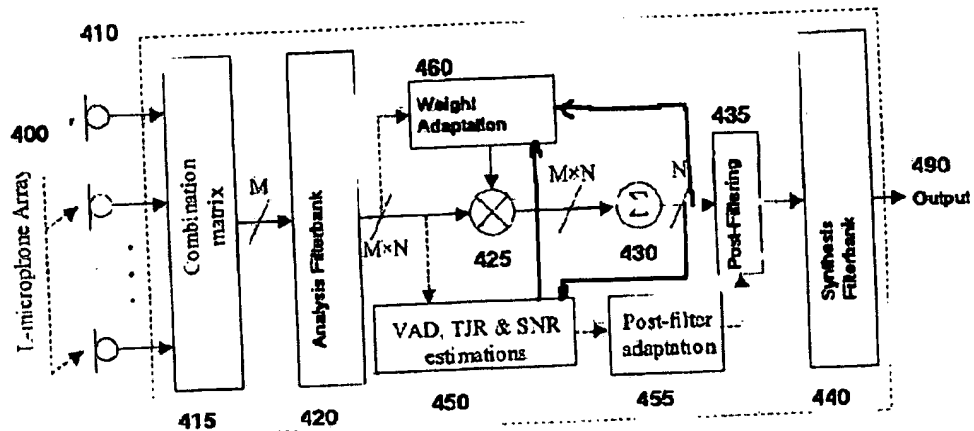 410
400
L-microphone Array
Combination
matrix
415
M
Analysis Filterbank
420
M×N
460
Weight
Adaptation
425
M×N
430
N
435
Post-Filtering
VAD, TJR & SNR
estimations
450
Post-filter
adaptation
455
Synthesis
Filterbank
440
490
Output